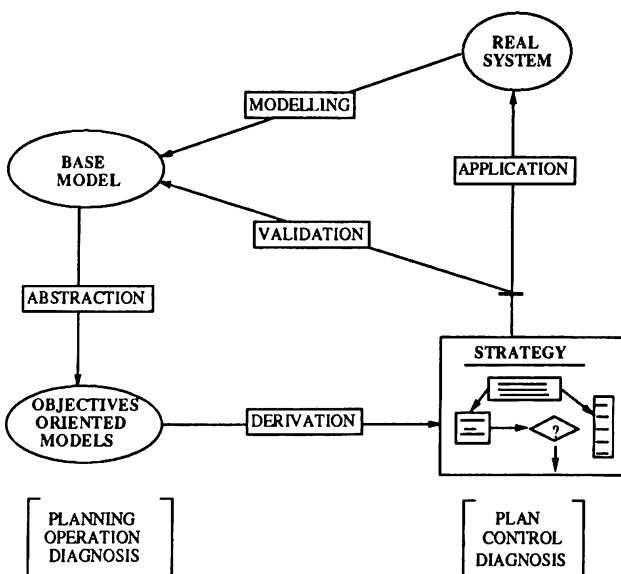 REAL
SYSTEM
MODELLING
BASE
MODEL
APPLICATION
VALIDATION
ABSTRACTION
STRATEGY
OBJECTIVES
ORIENTED
MODELS
DERIVATION
?
PLANNING
OPERATION
DIAGNOSIS
PLAN
CONTROL
DIAGNOSIS